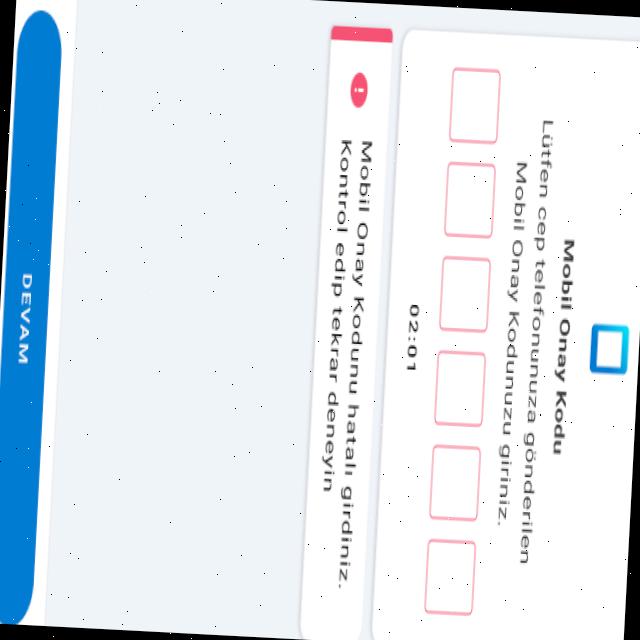 Mobil Onay Kodu
Lütfen cep telefonunuza gönderilen
Mobil Onay Kodunuzu giriniz.
02:01
Mobil Onay Kodunu hatalı girdiniz.
Kontrol edip tekrar deneyin
DEVAM